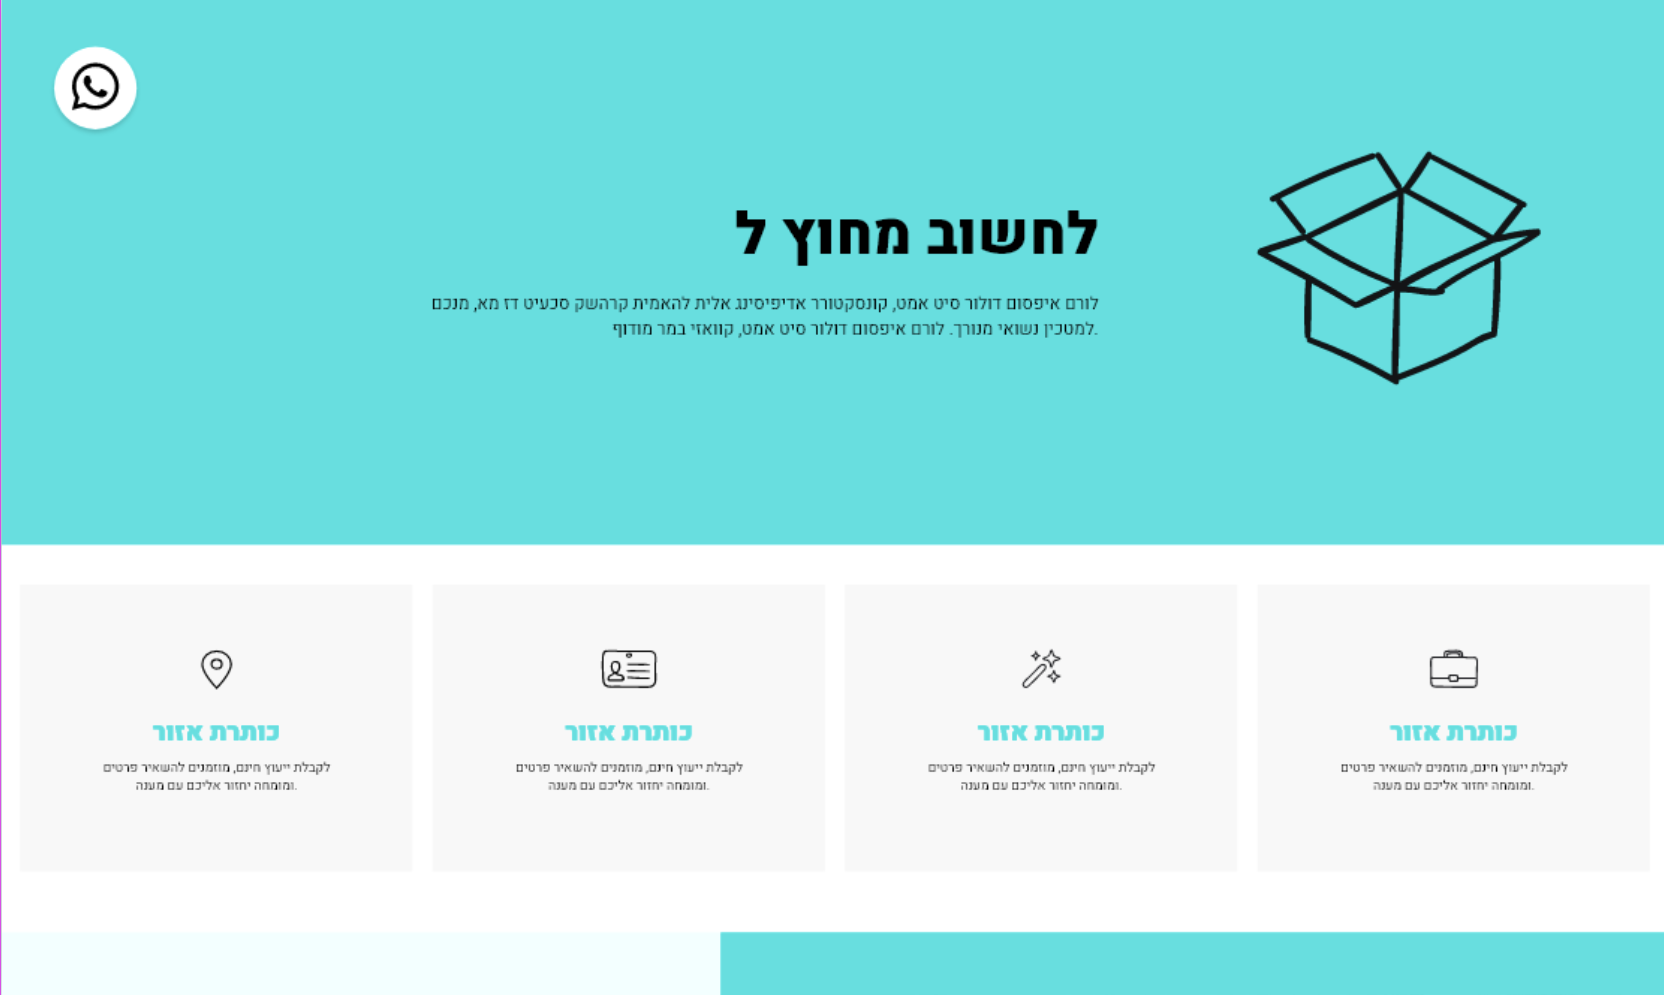 לחשוב מחוץ ל
לורם איפסום דולור סיט אמט, קונסקטורר אדיפיסינג אלית להאמית קרהשק סכעיט דז מא, מנכם
למטכין נשואי מנורך. לורם איפסום דולור סיט אמט, קוואזי במר מודוף.
כותרת אזור
לקבלת ייעוץ חינם, מוזמנים להשאיר פרטים
ומומחה יחזור אליכם עם מענה.
כותרת אזור
לקבלת ייעוץ חינם, מוזמנים להשאיר פרטים
ומומחה יחזור אליכם עם מענה.
כותרת אזור
לקבלת ייעוץ חינם, מוזמנים להשאיר פרטים
ומומחה יחזור אליכם עם מענה.
כותרת אזור
לקבלת ייעוץ חינם, מוזמנים להשאיר פרטים
ומומחה יחזור אליכם עם מענה.